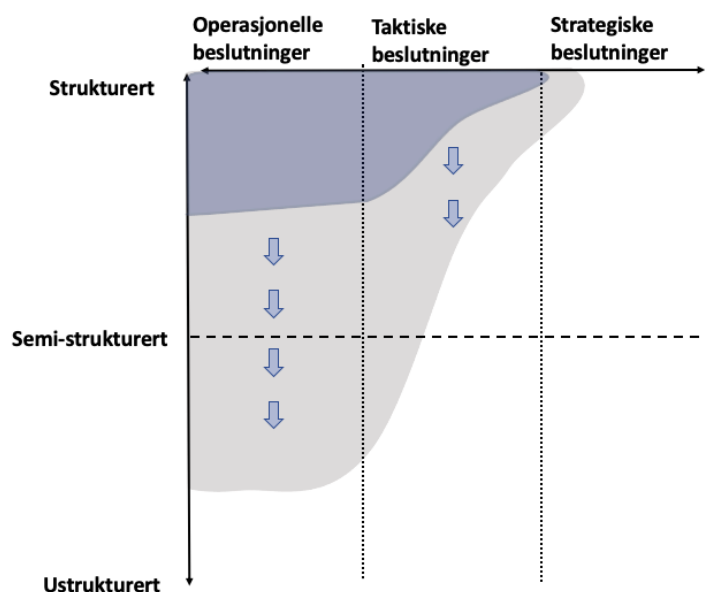 Operasjonelle
beslutninger
Taktiske
beslutninger
Strategiske
beslutninger
Strukturert
Semi-strukturert
Ustrukturert